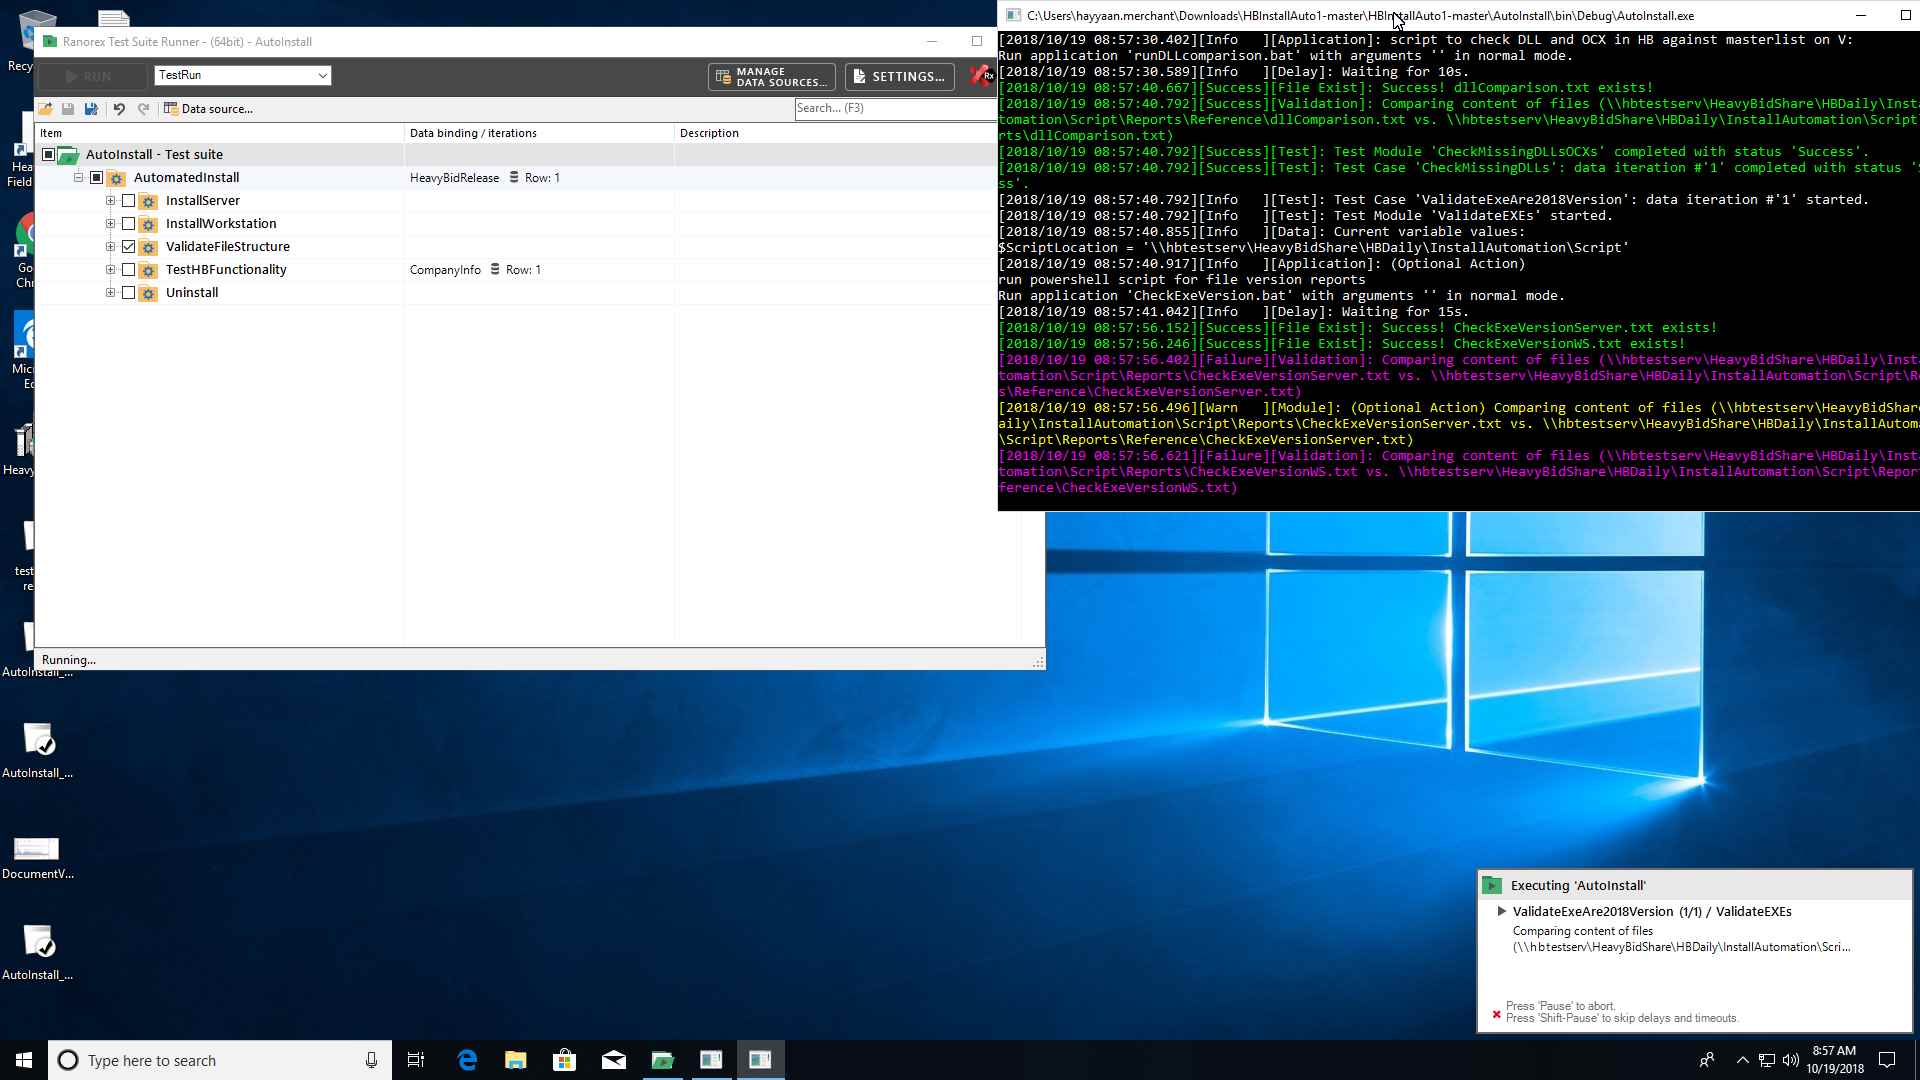 Recy
Hea
Field
Go
Chr
Mic
Ed
Heavy
test
re
AutoInstall_...
AutoInstall_...
DocumentV...
AutoInstall_...
Ranorex Test Suite Runner - (64bit) - AutoInstall
RUN
TestRun
MANAGE
DATA SOURCES...
SETTINGS...
Rx
Data source...
Search... (F3)
Item Data binding / iterations Description
AutoInstall - Test suite
AutomatedInstall HeavyBidRelease Row: 1
InstallServer
InstallWorkstation
ValidateFileStructure
TestHBFunctionality CompanyInfo Row: 1
Uninstall
Running...
C:\Users\hayyaan.merchant\Downloads\HBInstallAuto1-master\HBInstallAuto1-master\AutoInstall\bin\Debug\AutoInstall.exe
[2018/10/19 08:57:30.402][Info   ][Application]: script to check DLL and OCX in HB against masterlist on V:
Run application 'runDLLcomparison.bat' with arguments '' in normal mode.
[2018/10/19 08:57:30.589][Info   ][Delay]: Waiting for 10s.
[2018/10/19 08:57:40.667][Success][File Exist]: Success! dllComparison.txt exists!
[2018/10/19 08:57:40.792][Success][Validation]: Comparing content of files (\\hbtestserv\HeavyBidShare\HBDaily\Inst
tomation\Script\Reports\Reference\dllComparison.txt vs. \\hbtestserv\HeavyBidShare\HBDaily\InstallAutomation\Script\
rts\dllComparison.txt)
[2018/10/19 08:57:40.792][Success][Test]: Test Module 'CheckMissingDLLsOCXs' completed with status 'Success'.
[2018/10/19 08:57:40.792][Success][Test]: Test Case 'CheckMissingDLLs': data iteration #'1' completed with status 'S
ss'.
[2018/10/19 08:57:40.792][Info   ][Test]: Test Case 'ValidateExeAre2018Version': data iteration #'1' started.
[2018/10/19 08:57:40.792][Info   ][Test]: Test Module 'ValidateEXEs' started.
[2018/10/19 08:57:40.855][Info   ][Data]: Current variable values:
$ScriptLocation = '\\hbtestserv\HeavyBidShare\HBDaily\InstallAutomation\Script'
[2018/10/19 08:57:40.917][Info   ][Application]: (Optional Action)
run powershell script for file version reports
Run application 'CheckExeVersion.bat' with arguments '' in normal mode.
[2018/10/19 08:57:41.042][Info   ][Delay]: Waiting for 15s.
[2018/10/19 08:57:56.152][Success][File Exist]: Success! CheckExeVersionServer.txt exists!
[2018/10/19 08:57:56.246][Success][File Exist]: Success! CheckExeVersionWS.txt exists!
[2018/10/19 08:57:56.402][Failure][Validation]: Comparing content of files (\\hbtestserv\HeavyBidShare\HBDaily\Inst
tomation\Script\Reports\CheckExeVersionServer.txt vs. \\hbtestserv\HeavyBidShare\HBDaily\InstallAutomation\Script\R
s\Reference\CheckExeVersionServer.txt)
[2018/10/19 08:57:56.496][Warn   ][Module]: (Optional Action) Comparing content of files (\\hbtestserv\HeavyBidShar
aily\InstallAutomation\Script\Reports\CheckExeVersionServer.txt vs. \\hbtestserv\HeavyBidShare\HBDaily\InstallAutoma
\Script\Reports\Reference\CheckExeVersionServer.txt)
[2018/10/19 08:57:56.621][Failure][Validation]: Comparing content of files (\\hbtestserv\HeavyBidShare\HBDaily\Inst
tomation\Script\Reports\CheckExeVersionWS.txt vs. \\hbtestserv\HeavyBidShare\HBDaily\InstallAutomation\Script\Repor
ference\CheckExeVersionWS.txt)
Executing 'AutoInstall'
ValidateExeAre2018Version (1/1) / ValidateEXEs
Comparing content of files
(\\hbtestserv\HeavyBidShare\HBDaily\InstallAutomation\Scri...
Press 'Pause' to abort.
Press 'Shift-Pause' to skip delays and timeouts.
Type here to search
8:57 AM
10/19/2018